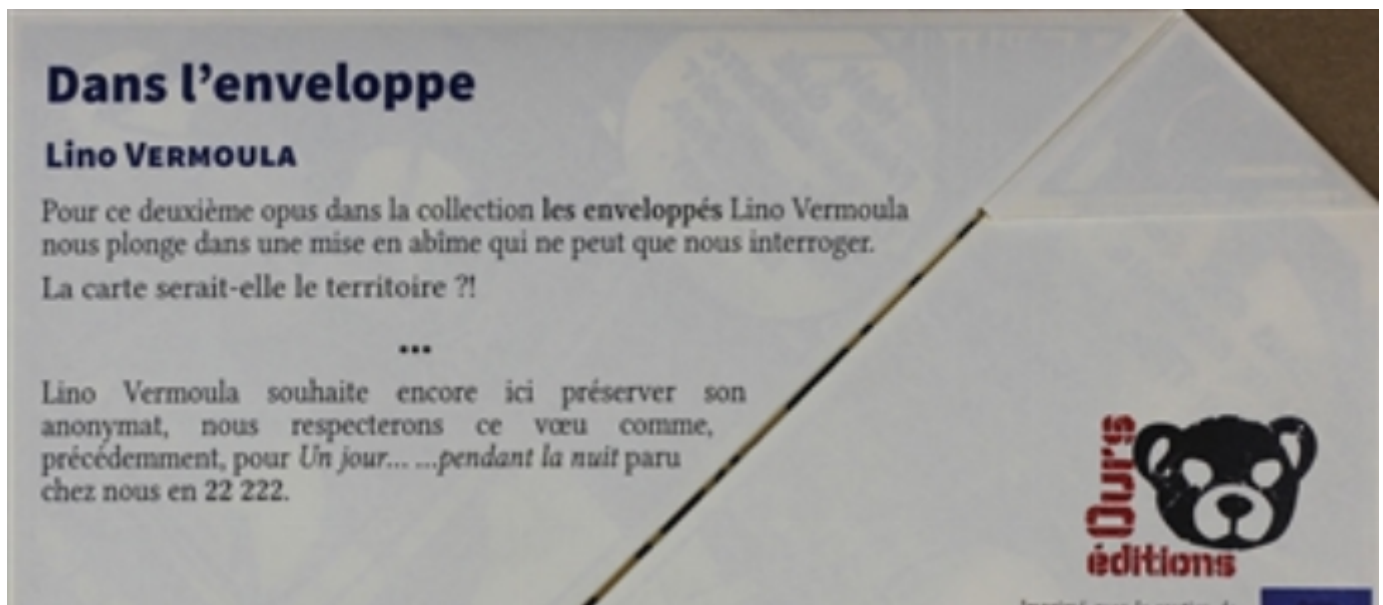 Dans l’enveloppe
Lino VERMOULA
Pour ce deuxième opus dans la collection les enveloppés Lino Vermoula
nous plonge dans une mise en abîme qui ne peut que nous interroger.
La carte serait-elle le territoire ?!
...
Lino Vermoula souhaite encore ici préserver son
anonymat, nous respecterons ce vœu comme,
précédemment, pour Un jour... ...pendant la nuit paru
chez nous en 22 222.
Ours
éditions